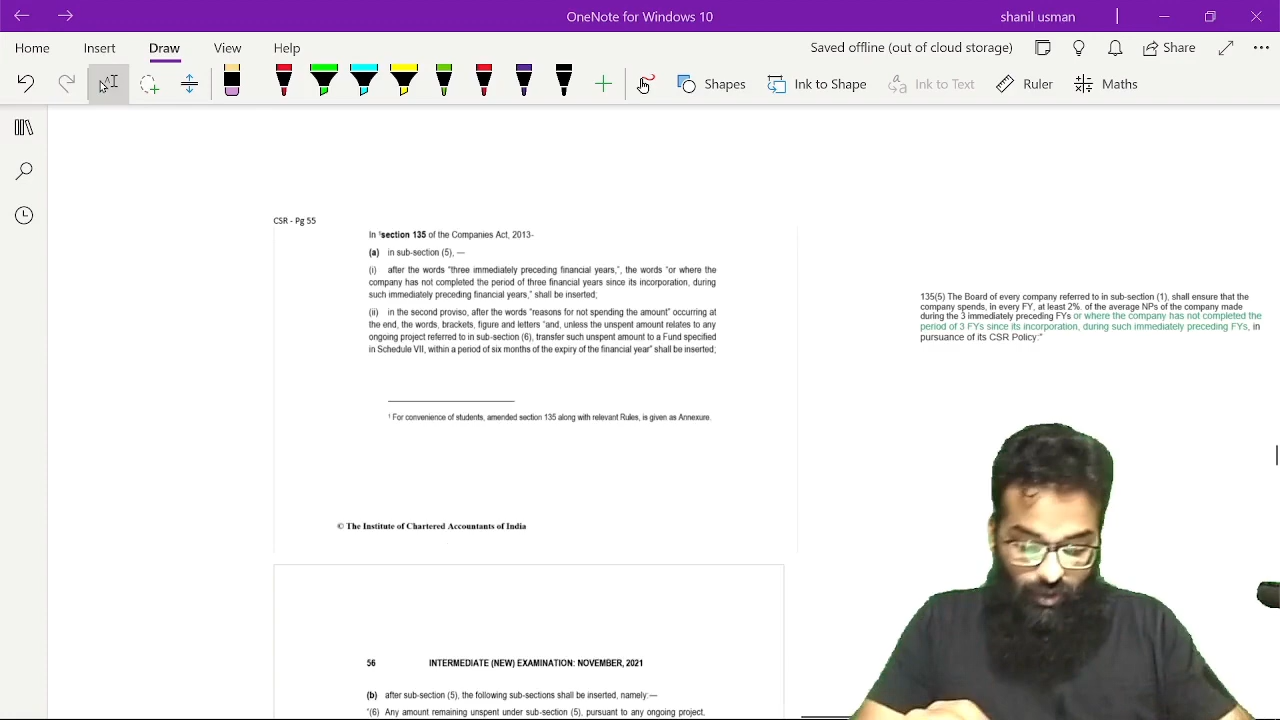 OneNote for Windows 10
shanil usman
Home Insert Draw View
Saved offline (out of cloud storage)
Share
Shapes Ink to Shape Ink to Text Ruler Maths
CSR - Pg 55
In ¹section 135 of the Companies Act, 2013-
(a) in sub-section (5), —
(i) after the words "three immediately preceding financial years,", the words "or where the
company has not completed the period of three financial years since its incorporation, during
such immediately preceding financial years," shall be inserted;
(ii) in the second proviso, after the words "reasons for not spending the amount" occurring at
the end, the words, brackets, figure and letters "and, unless the unspent amount relates to any
ongoing project referred to in sub-section (6), transfer such unspent amount to a Fund specified
in Schedule VII, within a period of six months of the expiry of the financial year" shall be inserted;
¹ For convenience of students, amended section 135 along with relevant Rules, is given as Annexure.
© The Institute of Chartered Accountants of India
56 INTERMEDIATE (NEW) EXAMINATION: NOVEMBER, 2021
(b) after sub-section (5), the following sub-sections shall be inserted, namely:—
"(6) Any amount remaining unspent under sub-section (5), pursuant to any ongoing project,
135(5) The Board of every company referred to in sub-section (1), shall ensure that the
company spends, in every FY, at least 2%. of the average NPs of the company made
during the 3 immediately preceding FYs or where the company has not completed the
period of 3 FYs since its incorporation, during such immediately preceding FYs, in
pursuance of its CSR Policy:"